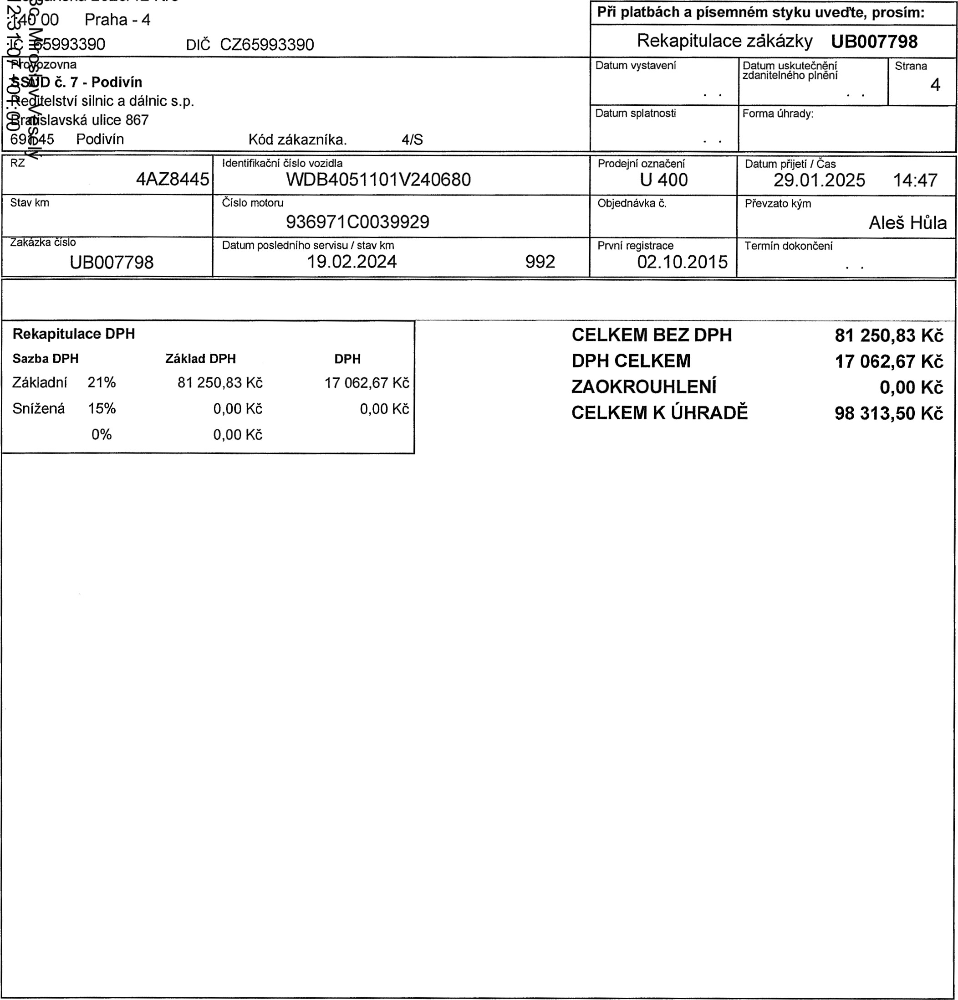 140 00 Praha - 4
IČ 65993390 DIČ CZ65993390
Při platbách a písemném styku uveďte, prosím:
Rekapitulace zakázky UB007798
Provozovna
SSÚD č. 7 - Podivín
Ředitelství silnic a dálnic s.p.
Bratislavská ulice 867
691 45 Podivín Kód zákazníka. 4/S
Datum vystavení
. .
Datum uskutečnění
zdanitelného plnění
. .
Strana
4
Datum splatnosti
. .
Forma úhrady:
Miroslav Veselý
RZ
4AZ8445
Identifikační číslo vozidla
WDB4051101V240680
Prodejní označení
U 400
Datum přijetí / Čas
29.01.2025 14:47
Stav km
Číslo motoru
936971C0039929
Objednávka č.
Převzato kým
Aleš Hůla
Zakázka číslo
UB007798
Datum posledního servisu / stav km
19.02.2024 992
První registrace
02.10.2015
Termín dokončení
. .
Rekapitulace DPH
Sazba DPH Základ DPH DPH
Základní 21% 81 250,83 Kč 17 062,67 Kč
Snížená 15% 0,00 Kč 0,00 Kč
0% 0,00 Kč
CELKEM BEZ DPH 81 250,83 Kč
DPH CELKEM 17 062,67 Kč
ZAOKROUHLENÍ 0,00 Kč
CELKEM K ÚHRADĚ 98 313,50 Kč